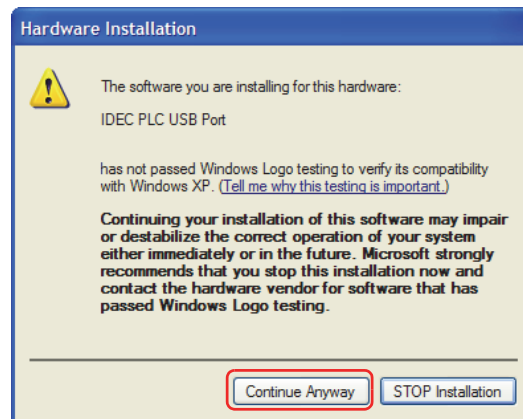 Hardware Installation
The software you are installing for this hardware:
IDEC PLC USB Port
has not passed Windows Logo testing to verify its compatibility
with Windows XP. (Tell me why this testing is important.)
Continuing your installation of this software may impair
or destabilize the correct operation of your system
either immediately or in the future. Microsoft strongly
recommends that you stop this installation now and
contact the hardware vendor for software that has
passed Windows Logo testing.
Continue Anyway STOP Installation